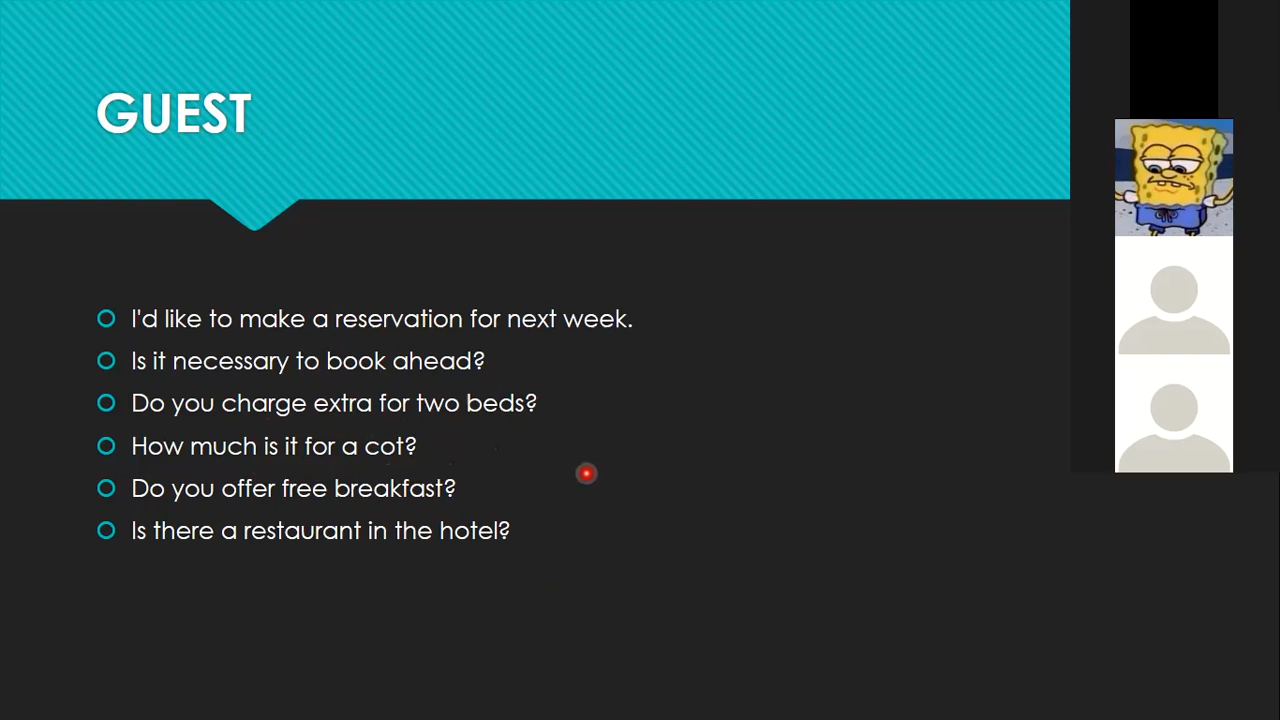 GUEST
I'd like to make a reservation for next week.
Is it necessary to book ahead?
Do you charge extra for two beds?
How much is it for a cot?
Do you offer free breakfast?
Is there a restaurant in the hotel?